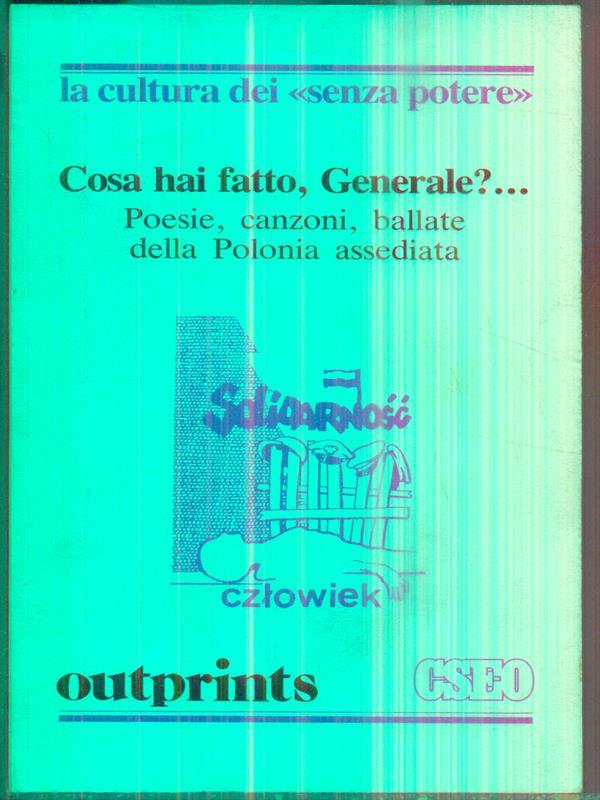 la cultura dei «senza potere»
Cosa hai fatto, Generale?...
Poesie, canzoni, ballate
della Polonia assediata
Solidarność
człowiek
outprints
CSEO